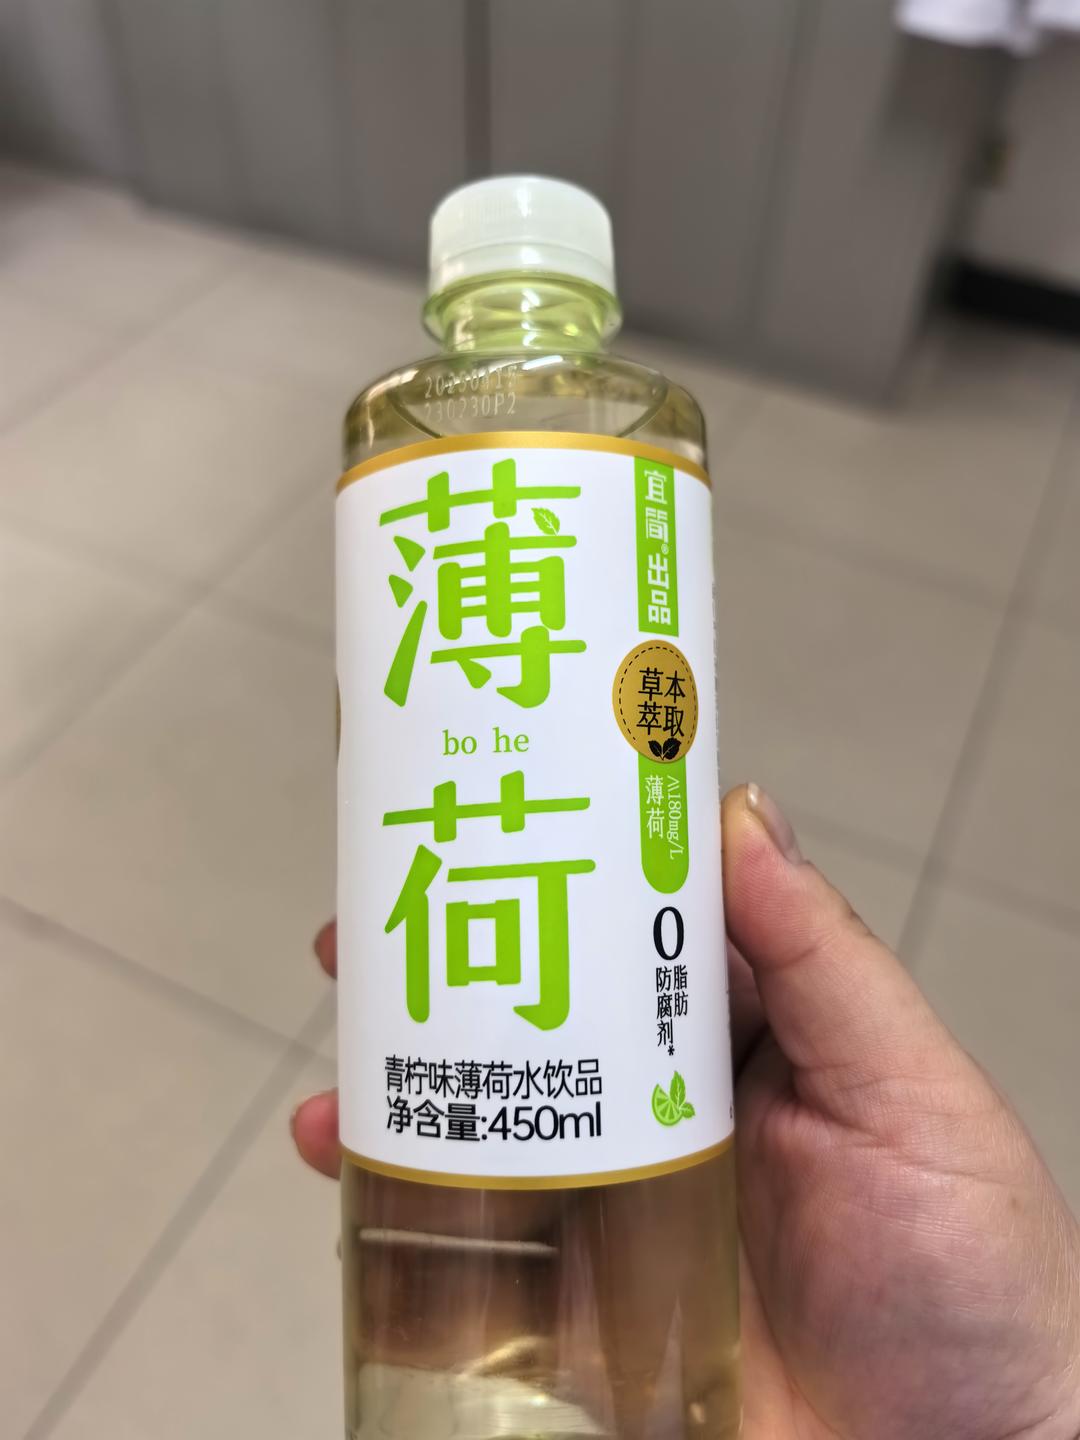 230230P2
薄荷
bo he
青柠味薄荷水饮品
净含量:450ml
宜简®出品
草本
萃取
薄荷
≥180mg/L
0
脂肪
防腐剂*